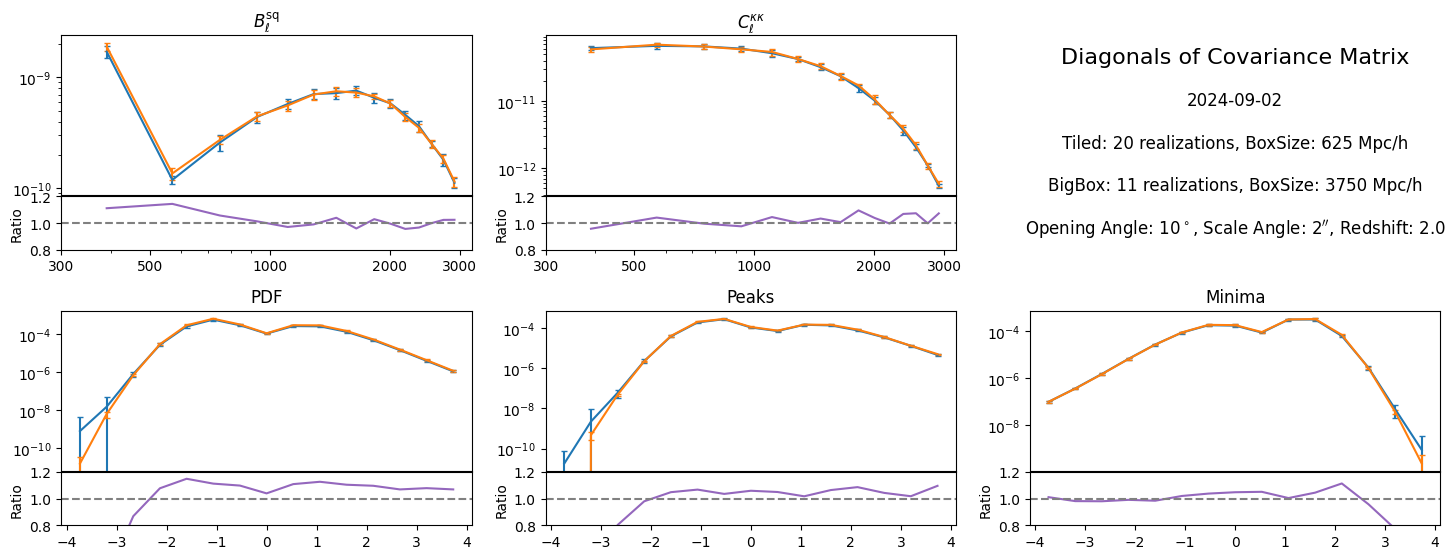 B_ℓ^sq
C_ℓ^κκ
Diagonals of Covariance Matrix
2024-09-02
Tiled: 20 realizations, BoxSize: 625 Mpc/h
BigBox: 11 realizations, BoxSize: 3750 Mpc/h
Opening Angle: 10°, Scale Angle: 2″, Redshift: 2.0
10⁻⁹
10⁻¹⁰
1.2
1.0
0.8
Ratio
300 500 1000 2000 3000
10⁻¹¹
10⁻¹²
1.2
1.0
0.8
Ratio
300 500 1000 2000 3000
PDF
10⁻⁴
10⁻⁶
10⁻⁸
10⁻¹⁰
1.2
1.0
0.8
Ratio
−4 −3 −2 −1 0 1 2 3 4
Peaks
10⁻⁴
10⁻⁶
10⁻⁸
10⁻¹⁰
1.2
1.0
0.8
Ratio
−4 −3 −2 −1 0 1 2 3 4
Minima
10⁻⁴
10⁻⁶
10⁻⁸
1.2
1.0
0.8
Ratio
−4 −3 −2 −1 0 1 2 3 4